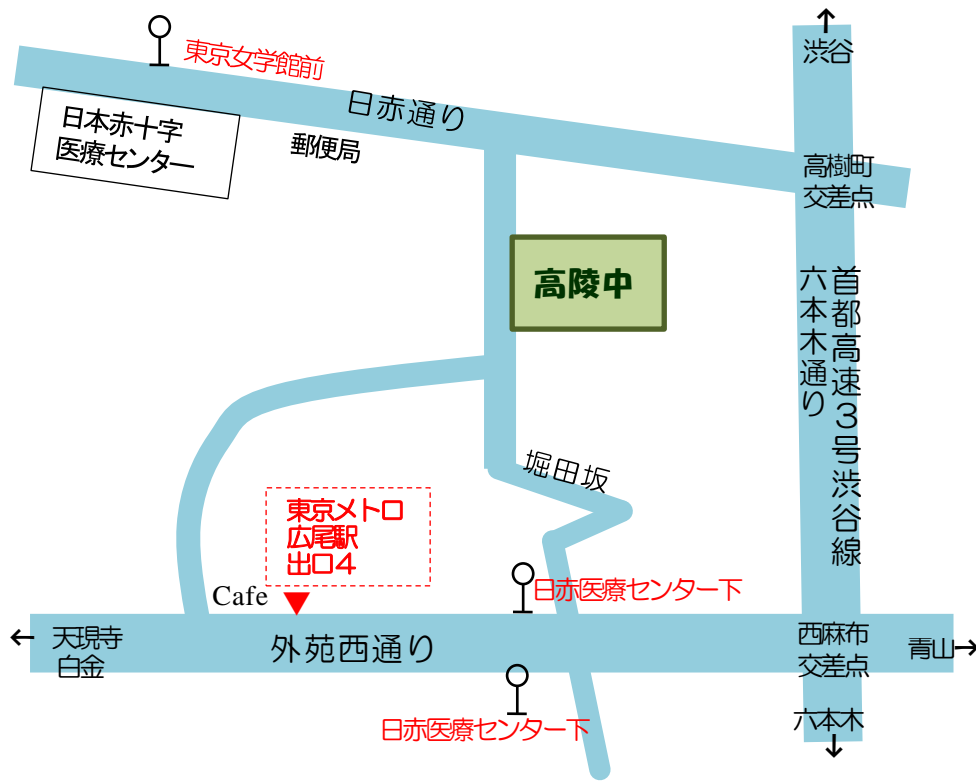 東京女学館前
日赤通り
日本赤十字
医療センター
郵便局
↑
渋谷
高樹町
交差点
高陵中
首都高速3号渋谷線
六本木通り
堀田坂
東京メトロ
広尾駅
出口4
Cafe
日赤医療センター下
←
天現寺
白金
外苑西通り
西麻布
交差点
青山→
日赤医療センター下
六本木
↓